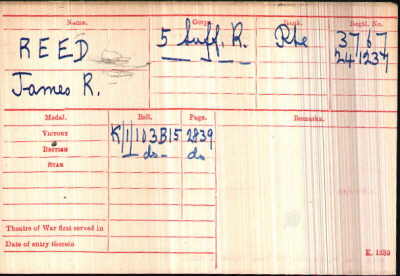 Name. Corps. Rank. Regtl. No.
REED 5 Suff. R. Pte 3767
James R. 241237
Medal. Roll. Page. Remarks.
VICTORY K/1/103B15 2839
BRITISH do do
STAR
Theatre of War first served in
Date of entry therein K. 1380